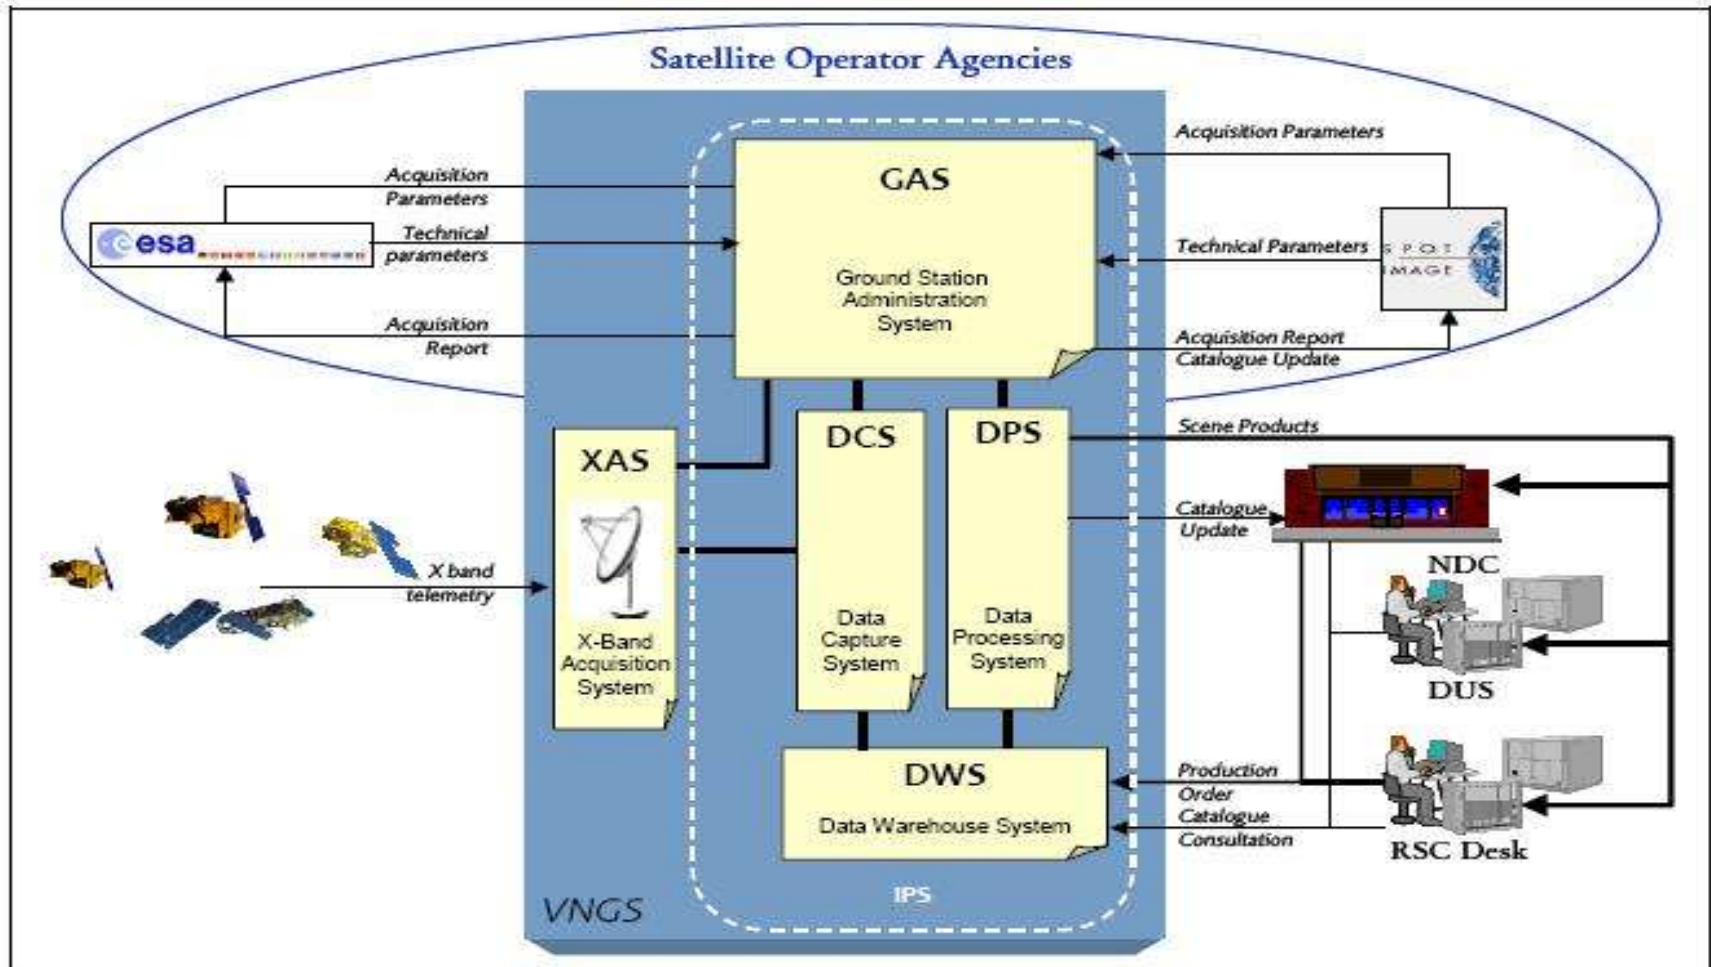 Satellite Operator Agencies
Acquisition
Parameters
Technical
parameters
Acquisition
Report
esa
GAS
Ground Station
Administration
System
Acquisition Parameters
Technical Parameters
Acquisition Report
Catalogue Update
SPOT
IMAGE
XAS
X-Band
Acquisition
System
X band
telemetry
DCS
Data
Capture
System
DPS
Data
Processing
System
Scene Products
Catalogue
Update
NDC
DUS
RSC Desk
DWS
Data Warehouse System
Production
Order
Catalogue
Consultation
IPS
VNGS